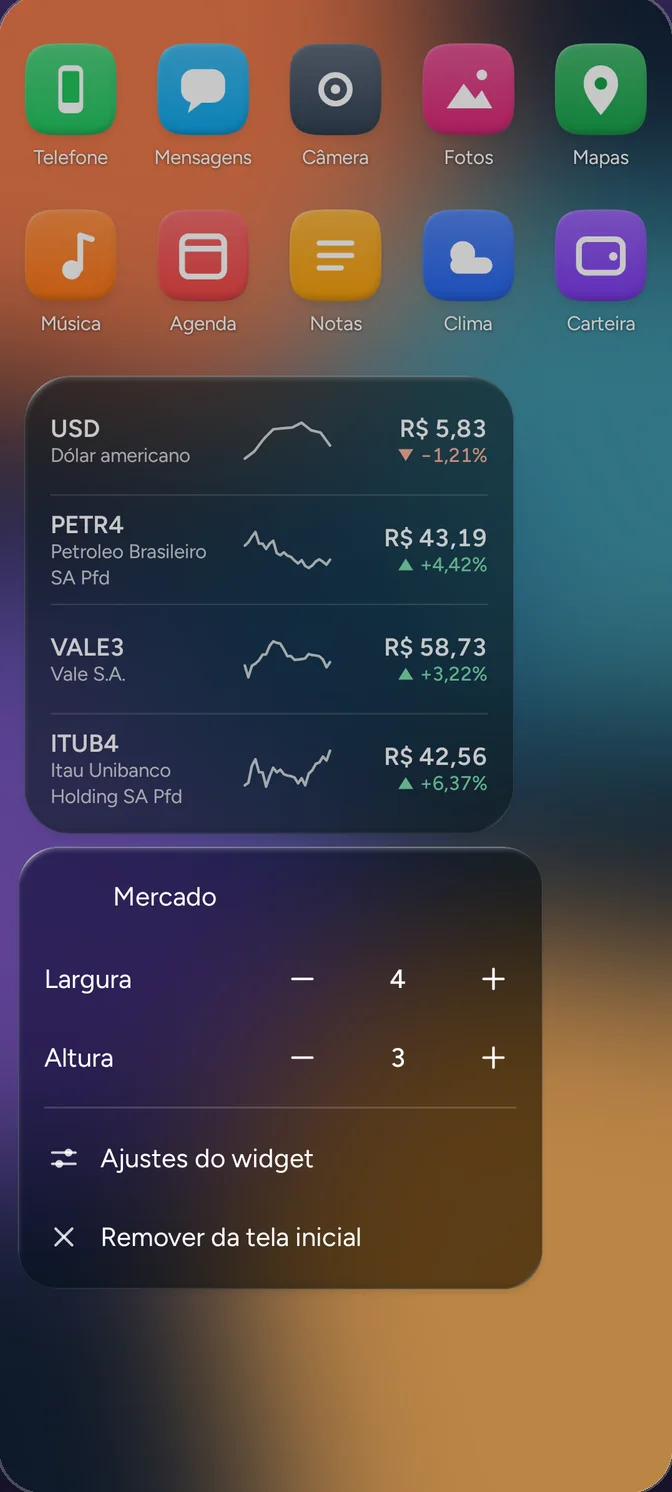 Telefone
Mensagens
Câmera
Fotos
Mapas
Música
Agenda
Notas
Clima
Carteira
USD
Dólar americano
R$ 5,83
▼ −1,21%
PETR4
Petroleo Brasileiro
SA Pfd
R$ 43,19
▲ +4,42%
VALE3
Vale S.A.
R$ 58,73
▲ +3,22%
ITUB4
Itau Unibanco
Holding SA Pfd
R$ 42,56
▲ +6,37%
Mercado
Largura
− 4 +
Altura
− 3 +
Ajustes do widget
Remover da tela inicial